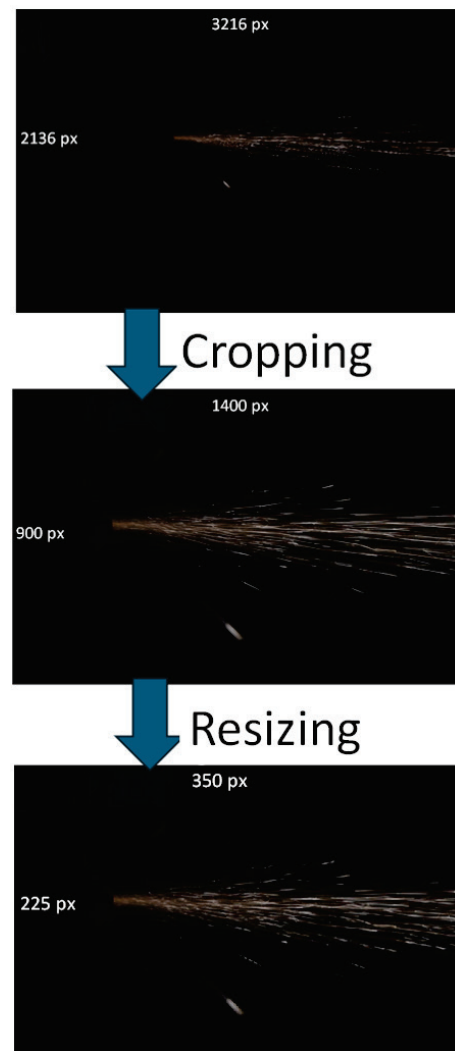 3216 px
2136 px
Cropping
1400 px
900 px
Resizing
350 px
225 px